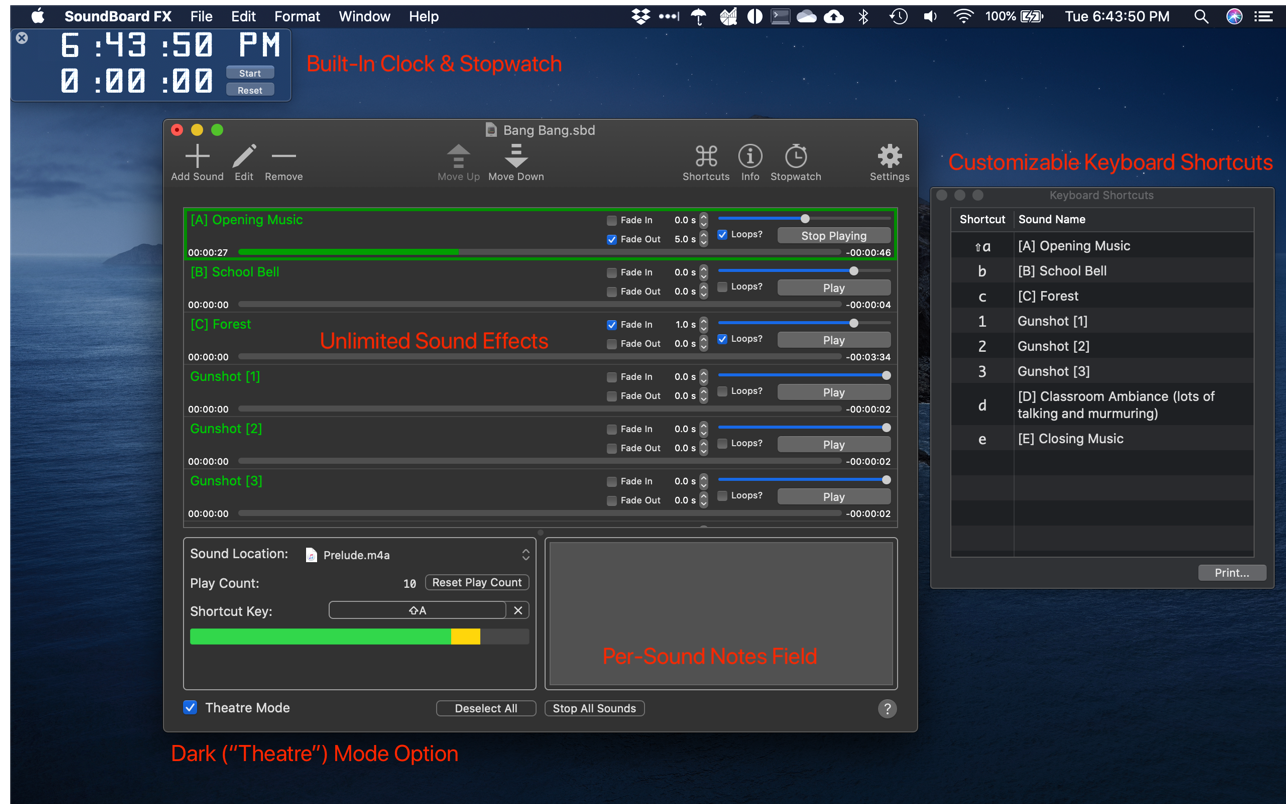 SoundBoard FX File Edit Format Window Help 100% Tue 6:43:50 PM
6 :43 :50 PM
0 :00 :00 Start
Reset
Built-In Clock & Stopwatch
Bang Bang.sbd
Add Sound Edit Remove Move Up Move Down Shortcuts Info Stopwatch Settings
[A] Opening Music Fade In 0.0 s
Fade Out 5.0 s Loops? Stop Playing
00:00:27 -00:00:46
[B] School Bell Fade In 0.0 s
Fade Out 0.0 s Loops? Play
00:00:00 -00:00:04
[C] Forest Fade In 1.0 s
Unlimited Sound Effects Fade Out 0.0 s Loops? Play
00:00:00 -00:03:34
Gunshot [1] Fade In 0.0 s
Fade Out 0.0 s Loops? Play
00:00:00 -00:00:02
Gunshot [2] Fade In 0.0 s
Fade Out 0.0 s Loops? Play
00:00:00 -00:00:02
Gunshot [3] Fade In 0.0 s
Fade Out 0.0 s Loops? Play
00:00:00 -00:00:02
Sound Location: Prelude.m4a
Play Count: 10 Reset Play Count
Shortcut Key: ⇧A ✕
Per-Sound Notes Field
Theatre Mode Deselect All Stop All Sounds ?
Dark (“Theatre”) Mode Option
Customizable Keyboard Shortcuts
Keyboard Shortcuts
Shortcut Sound Name
⇧a [A] Opening Music
b [B] School Bell
c [C] Forest
1 Gunshot [1]
2 Gunshot [2]
3 Gunshot [3]
d [D] Classroom Ambiance (lots of
talking and murmuring)
e [E] Closing Music
Print...